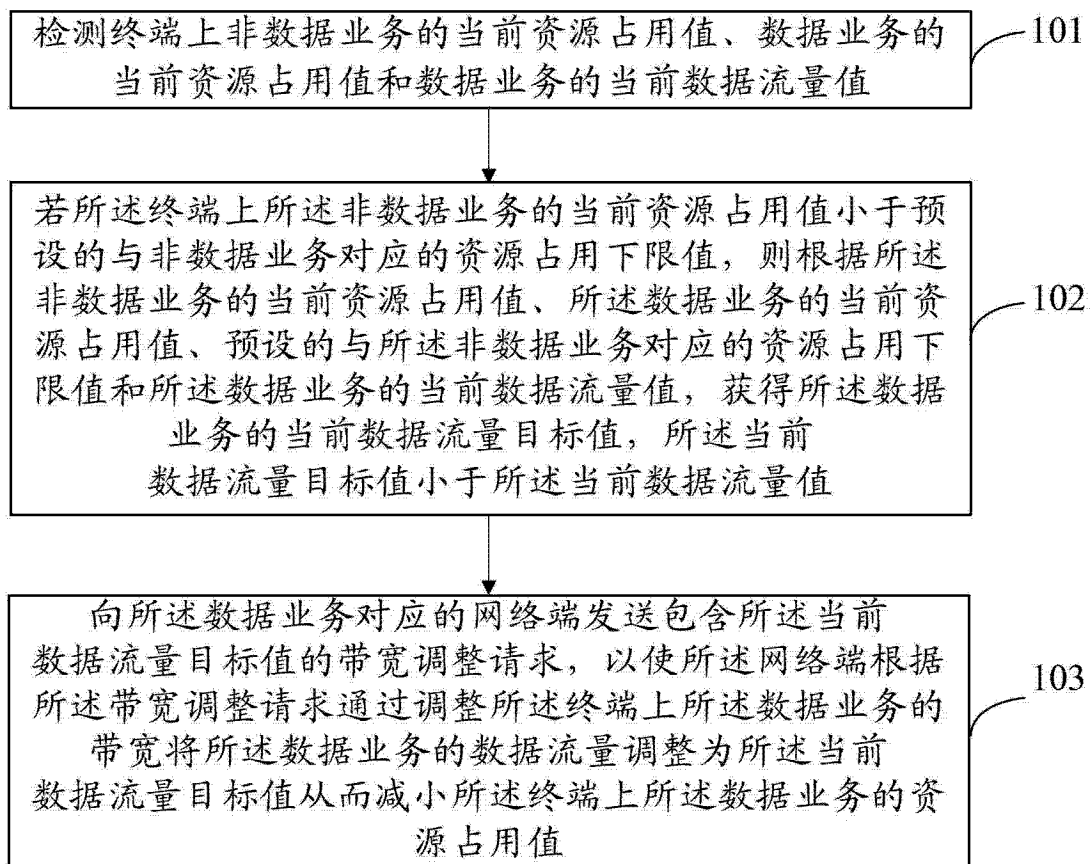 检测终端上非数据业务的当前资源占用值、数据业务的
当前资源占用值和数据业务的当前数据流量值
101
若所述终端上所述非数据业务的当前资源占用值小于预
设的与非数据业务对应的资源占用下限值，则根据所述
非数据业务的当前资源占用值、所述数据业务的当前资
源占用值、预设的与所述非数据业务对应的资源占用下
限值和所述数据业务的当前数据流量值，获得所述数据
业务的当前数据流量目标值，所述当前
数据流量目标值小于所述当前数据流量值
102
向所述数据业务对应的网络端发送包含所述当前
数据流量目标值的带宽调整请求，以使所述网络端根据
所述带宽调整请求通过调整所述终端上所述数据业务的
带宽将所述数据业务的数据流量调整为所述当前
数据流量目标值从而减小所述终端上所述数据业务的资
源占用值
103